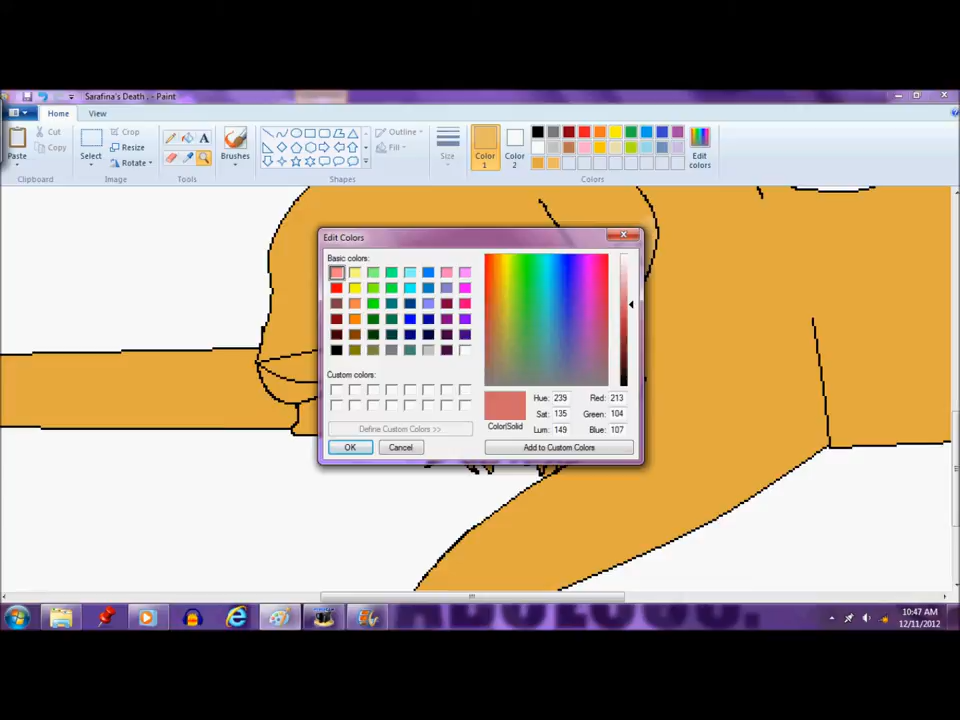 Sarafina's Death , - Paint
Home View
Paste
Cut
Copy
Clipboard
Select
Crop
Resize
Rotate
Image
A
Tools
Brushes
Shapes
Outline
Fill
Size
Color
1
Color
2
Colors
Edit
colors
Edit Colors
Basic colors:
Custom colors:
Define Custom Colors >>
OK Cancel
Color|Solid
Hue: 239 Red: 213
Sat: 135 Green: 104
Lum: 149 Blue: 107
Add to Custom Colors
10:47 AM
12/11/2012